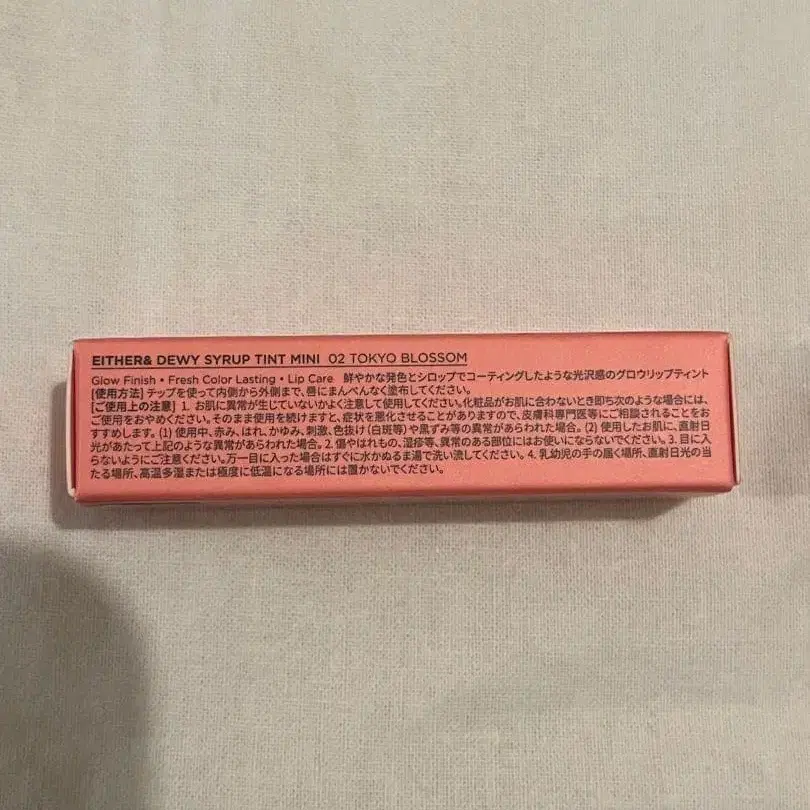 EITHER& DEWY SYRUP TINT MINI 02 TOKYO BLOSSOM
Glow Finish • Fresh Color Lasting • Lip Care 鮮やかな発色とシロップでコーティングしたような光沢感のグロウリップティント
[使用方法] チップを使って内側から外側まで、唇にまんべんなく塗布してください。
[ご使用上の注意] 1. お肌に異常が生じていないかよく注意して使用してください。化粧品がお肌に合わないとき即ち次のような場合には、
ご使用をおやめください。そのまま使用を続けますと、症状を悪化させることがありますので、皮膚科専門医等にご相談されることをお
すすめします。(1) 使用中、赤み、はれ、かゆみ、刺激、色抜け(白斑等)や黒ずみ等の異常があらわれた場合。(2) 使用したお肌に、直射日
光があたって上記のような異常があらわれた場合。2. 傷やはれもの、湿疹等、異常のある部位にはお使いにならないでください。3. 目に入
らないようにご注意ください。万一目に入った場合はすぐに水かぬるま湯で洗い流してください。4. 乳幼児の手の届く場所、直射日光の当
たる場所、高温多湿または極度に低温になる場所には置かないでください。